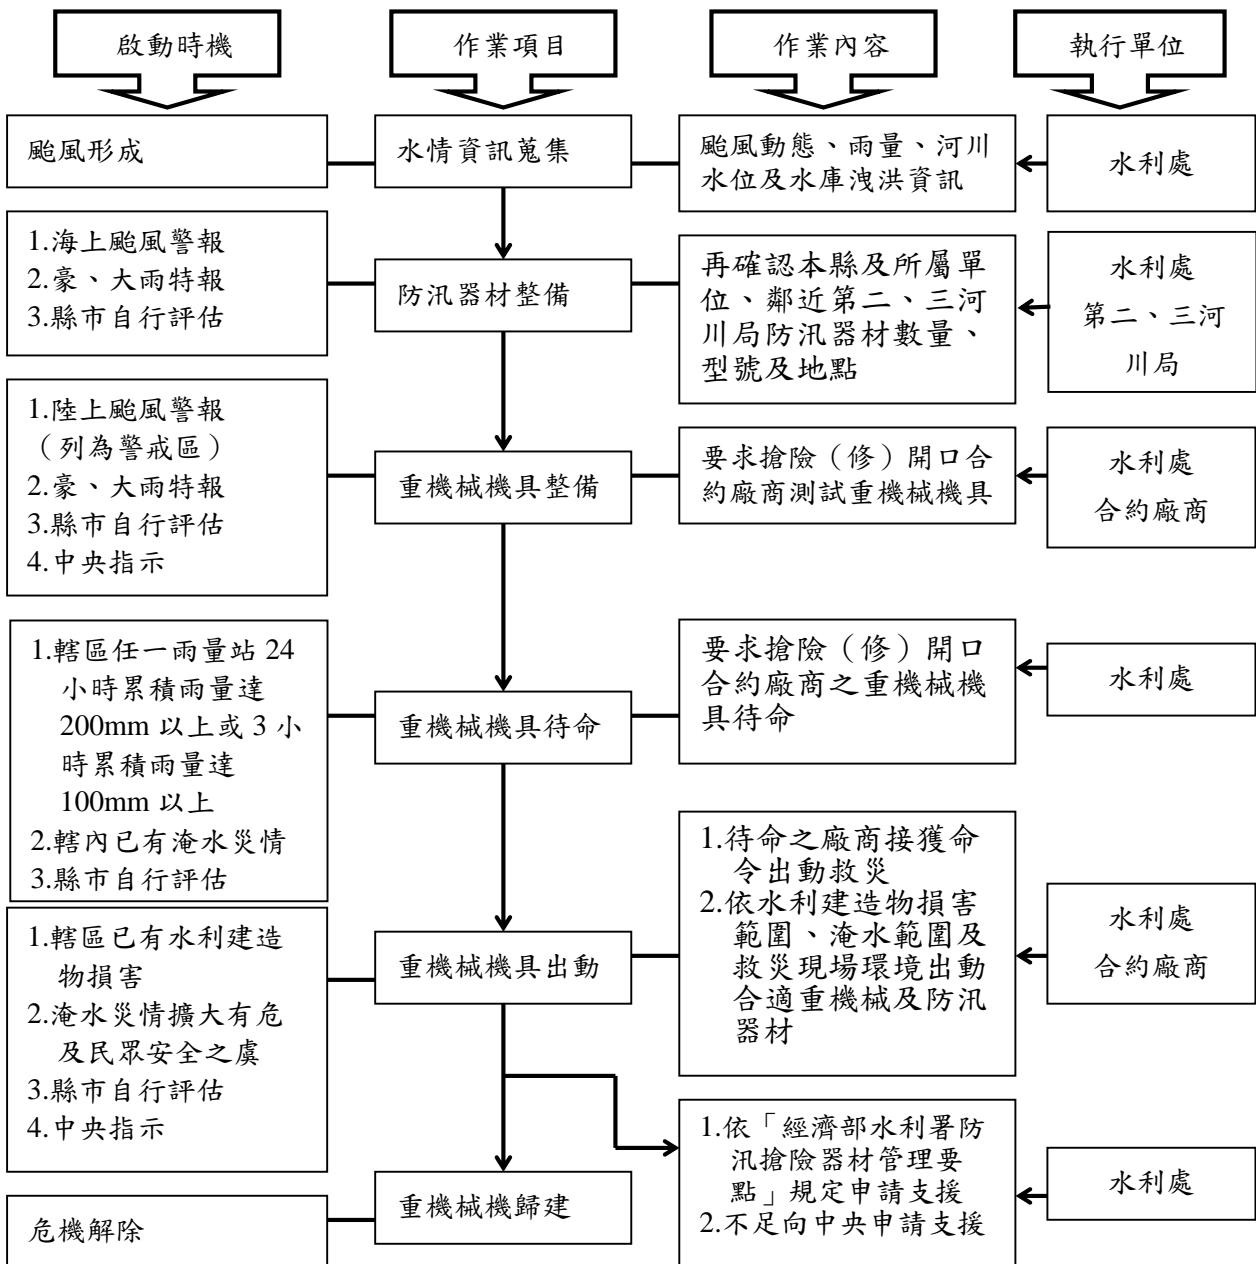 啟動時機
作業項目
作業內容
執行單位
颱風形成
水情資訊蒐集
颱風動態、雨量、河川
水位及水庫洩洪資訊
水利處
1.海上颱風警報
2.豪、大雨特報
3.縣市自行評估
防汛器材整備
再確認本縣及所屬單
位、鄰近第二、三河
川局防汛器材數量、
型號及地點
水利處
第二、三河
川局
1.陸上颱風警報
（列為警戒區）
2.豪、大雨特報
3.縣市自行評估
4.中央指示
重機械機具整備
要求搶險（修）開口合
約廠商測試重機械機具
水利處
合約廠商
1.轄區任一雨量站 24
小時累積雨量達
200mm 以上或 3 小
時累積雨量達
100mm 以上
2.轄內已有淹水災情
3.縣市自行評估
重機械機具待命
要求搶險（修）開口
合約廠商之重機械機
具待命
水利處
1.轄區已有水利建造
物損害
2.淹水災情擴大有危
及民眾安全之虞
3.縣市自行評估
4.中央指示
重機械機具出動
1.待命之廠商接獲命
令出動救災
2.依水利建造物損害
範圍、淹水範圍及
救災現場環境出動
合適重機械及防汛
器材
水利處
合約廠商
危機解除
重機械機歸建
1.依「經濟部水利署防
汛搶險器材管理要
點」規定申請支援
2.不足向中央申請支援
水利處